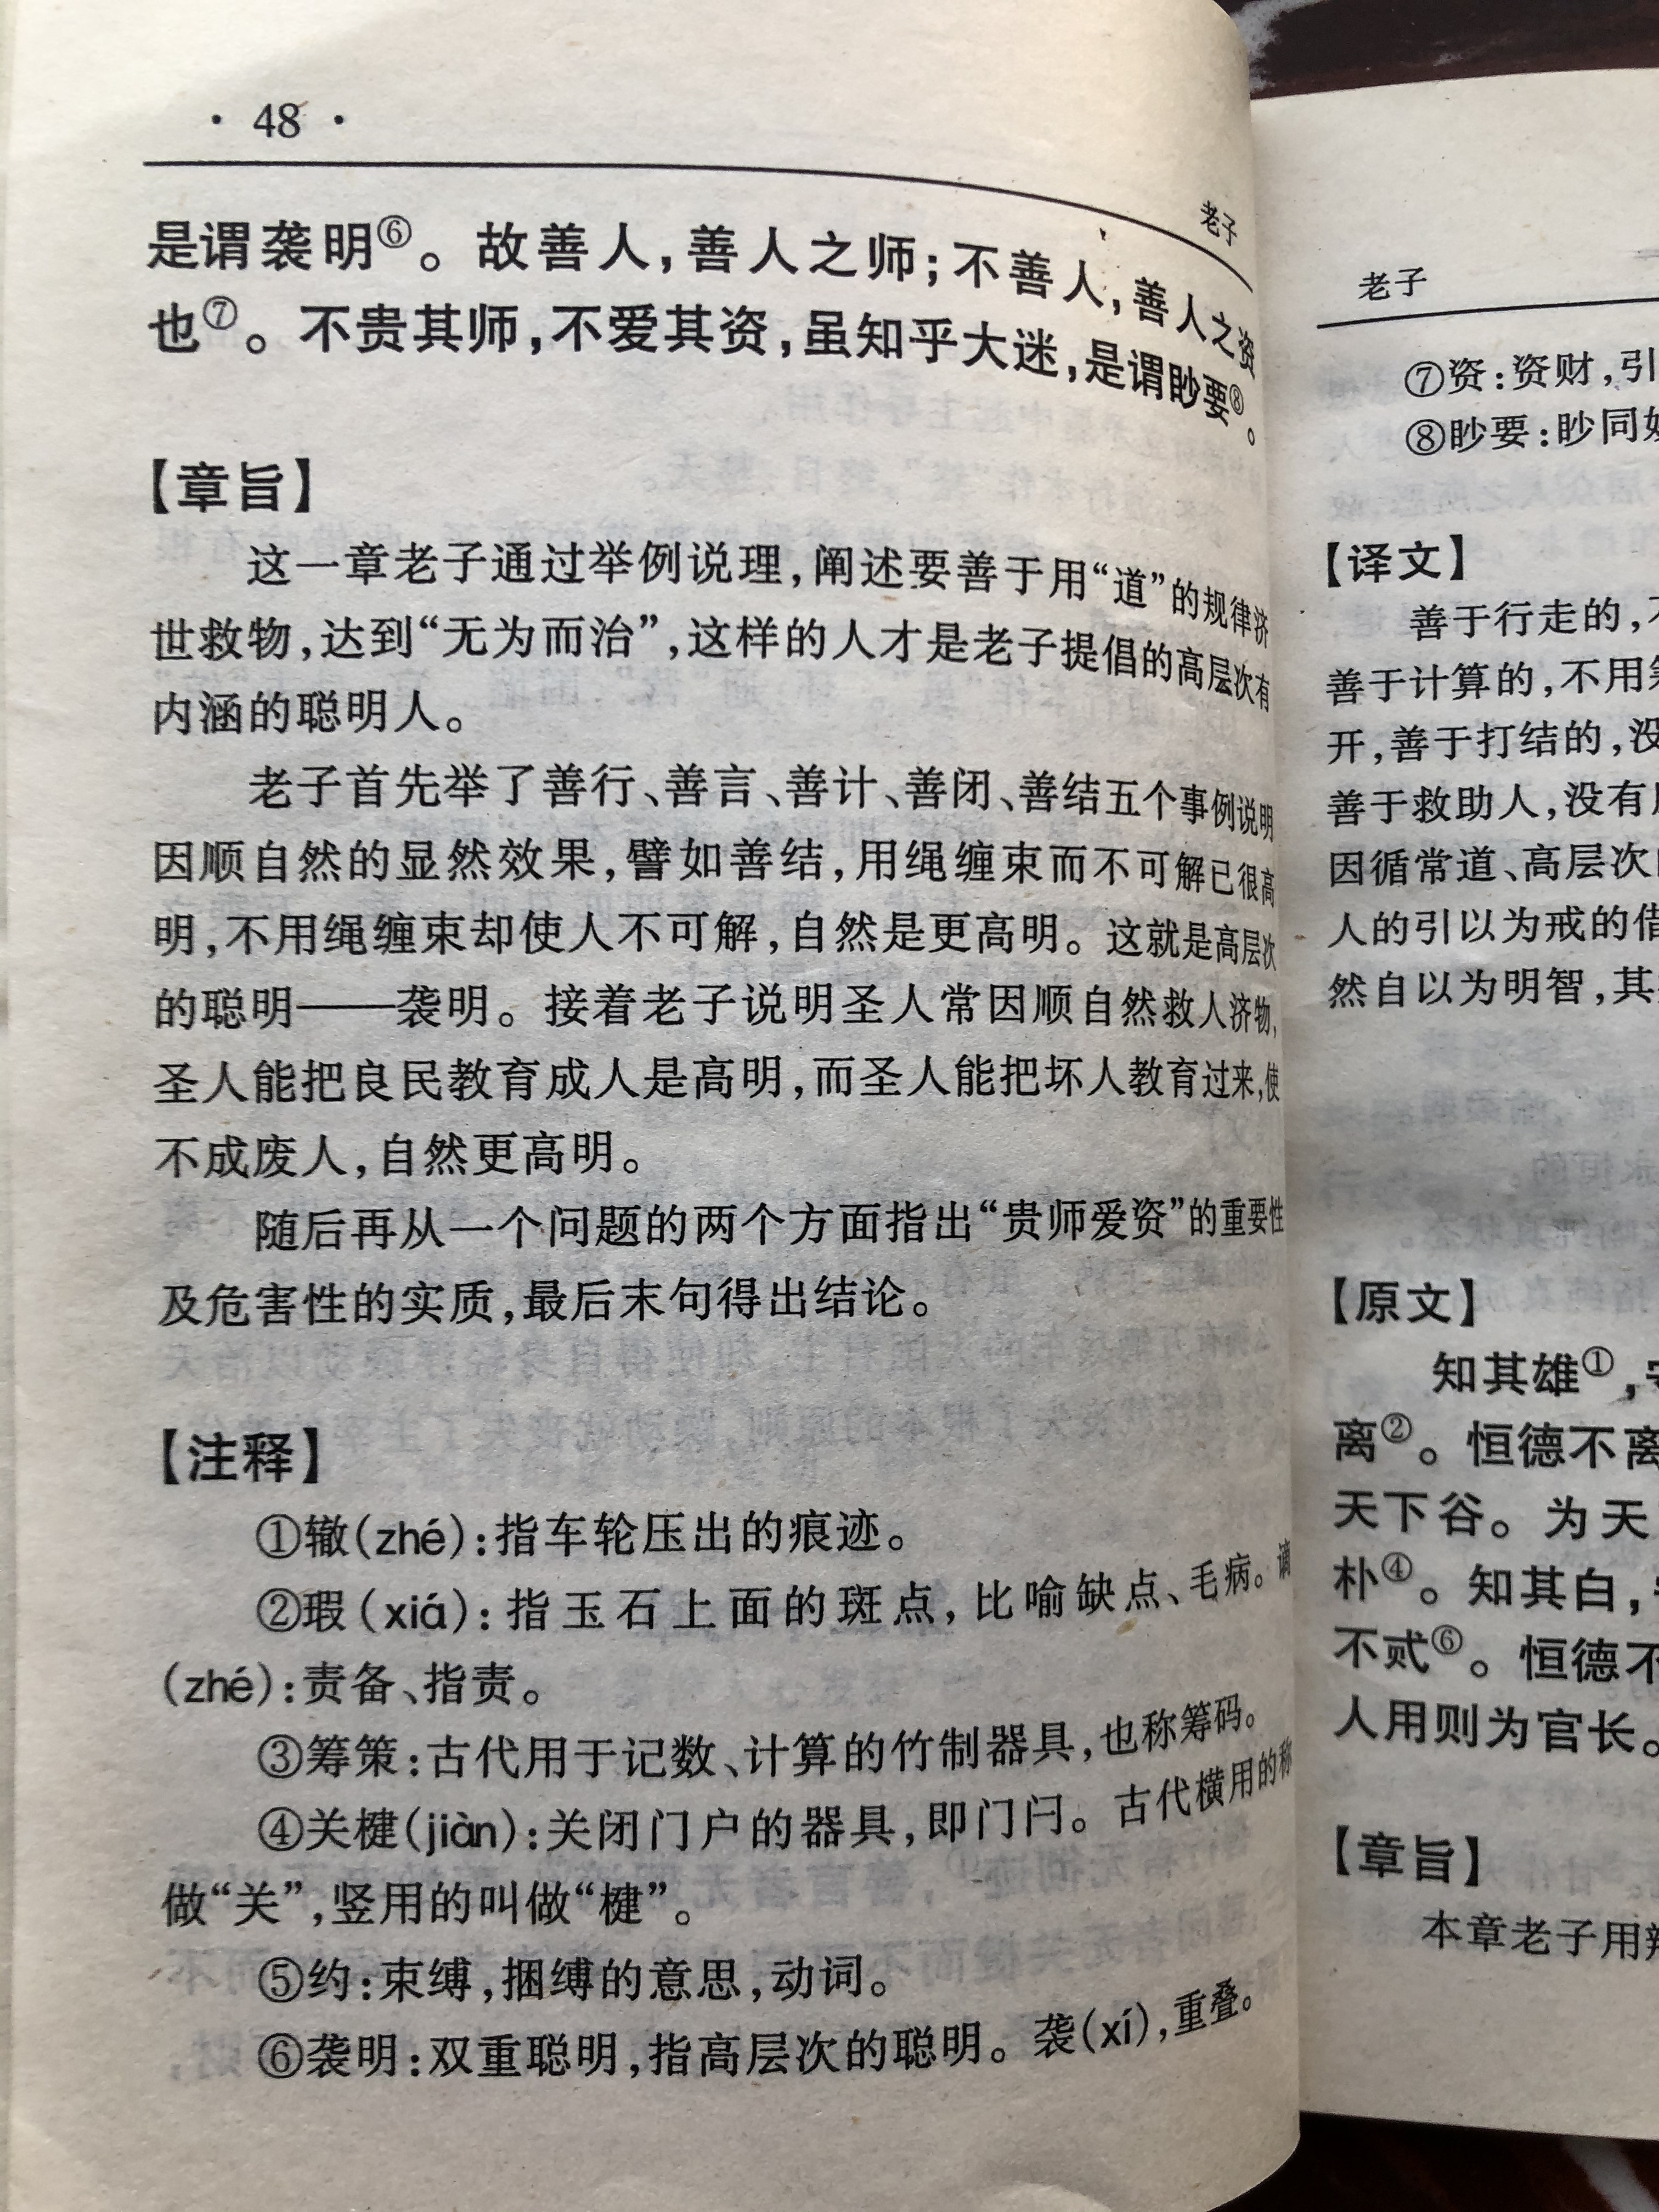 · 48 ·
老子
是谓袭明⑥。故善人，善人之师；不善人，善人之资
也⑦。不贵其师，不爱其资，虽知乎大迷，是谓眇要⑧。
【章旨】
这一章老子通过举例说理，阐述要善于用“道”的规律济
世救物，达到“无为而治”，这样的人才是老子提倡的高层次有
内涵的聪明人。
老子首先举了善行、善言、善计、善闭、善结五个事例说明
因顺自然的显然效果，譬如善结，用绳缠束而不可解已很高
明，不用绳缠束却使人不可解，自然是更高明。这就是高层次
的聪明——袭明。接着老子说明圣人常因顺自然救人济物，
圣人能把良民教育成人是高明，而圣人能把坏人教育过来，使
不成废人，自然更高明。
随后再从一个问题的两个方面指出“贵师爱资”的重要性
及危害性的实质，最后末句得出结论。
【注释】
①辙(zhé)：指车轮压出的痕迹。
②瑕(xiá)：指玉石上面的斑点，比喻缺点、毛病。谪
(zhé)：责备、指责。
③筹策：古代用于记数、计算的竹制器具，也称筹码。
④关楗(jiàn)：关闭门户的器具，即门闩。古代横用的称
做“关”，竖用的叫做“楗”。
⑤约：束缚，捆缚的意思，动词。
⑥袭明：双重聪明，指高层次的聪明。袭(xí)，重叠。
老子
⑦资：资财，引
⑧眇要：眇同
【译文】
善于行走的，
善于计算的，不用
开，善于打结的，没
善于救助人，没有
因循常道、高层次
人的引以为戒的借
然自以为明智，其
【原文】
知其雄①，
离②。恒德不离
天下谷。为天
朴④。知其白，
不贰⑥。恒德不
人用则为官长。
【章旨】
本章老子用